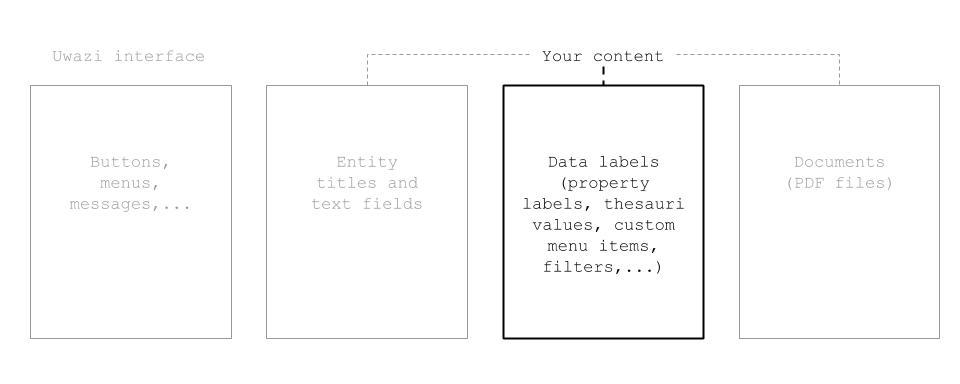 Uwazi interface
Your content
Buttons,
menus,
messages,...
Entity
titles and
text fields
Data labels
(property
labels, thesauri
values, custom
menu items,
filters,...)
Documents
(PDF files)